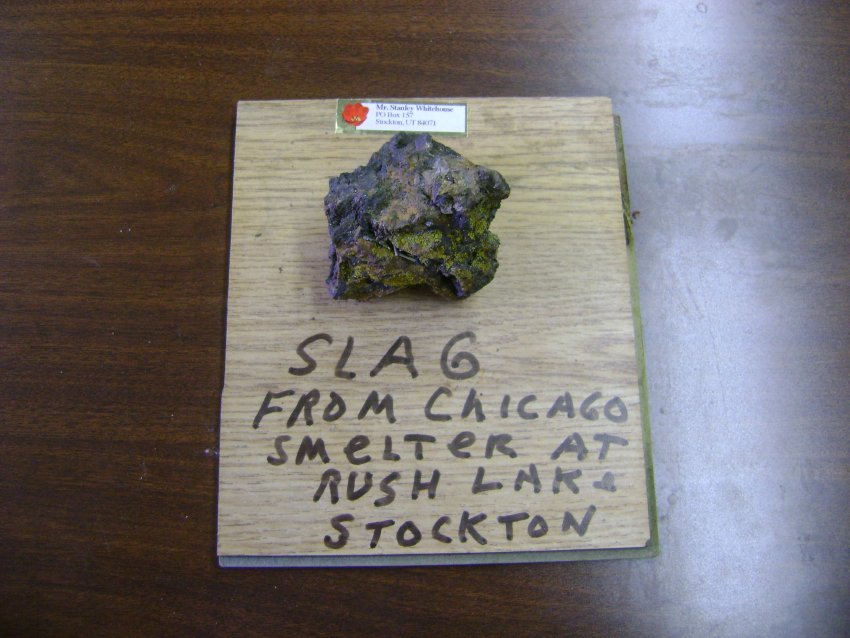 Mr. Stanley Whitehouse
PO Box 157
Stockton, UT 84071
SLAG
FROM CHICAGO
SMELTER AT
RUSH LAKE
STOCKTON